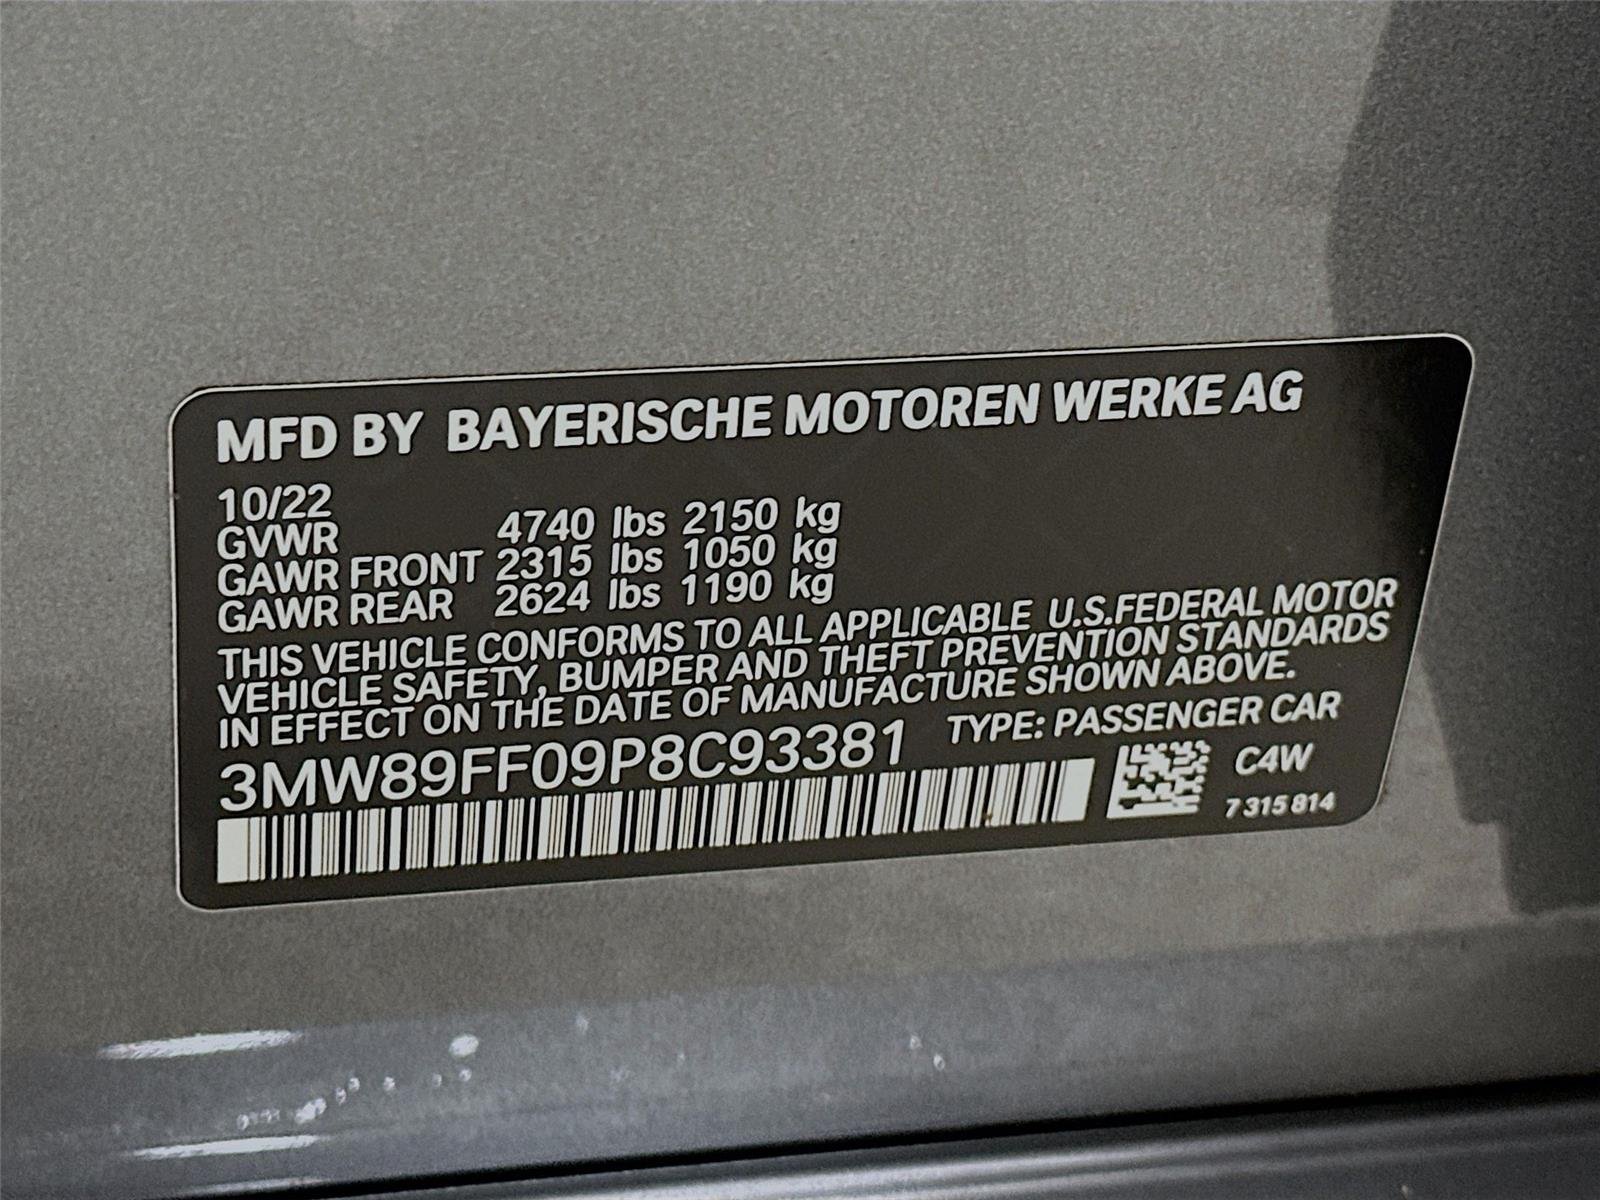 MFD BY BAYERISCHE MOTOREN WERKE AG
10/22
GVWR 4740 lbs 2150 kg
GAWR FRONT 2315 lbs 1050 kg
GAWR REAR 2624 lbs 1190 kg
THIS VEHICLE CONFORMS TO ALL APPLICABLE U.S.FEDERAL MOTOR
VEHICLE SAFETY, BUMPER AND THEFT PREVENTION STANDARDS
IN EFFECT ON THE DATE OF MANUFACTURE SHOWN ABOVE.
3MW89FF09P8C93381 TYPE: PASSENGER CAR
C4W
7 315 814